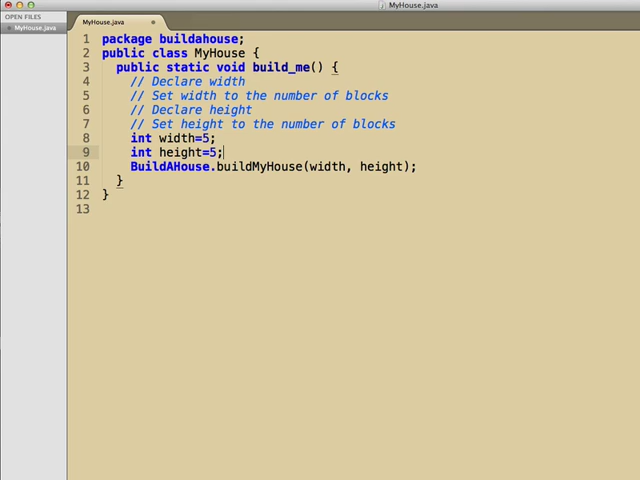 MyHouse.java
OPEN FILES
MyHouse.java
MyHouse.java
1 package buildahouse;
2 public class MyHouse {
3 public static void build_me() {
4 // Declare width
5 // Set width to the number of blocks
6 // Declare height
7 // Set height to the number of blocks
8 int width=5;
9 int height=5;
10 BuildAHouse.buildMyHouse(width, height);
11 }
12 }
13